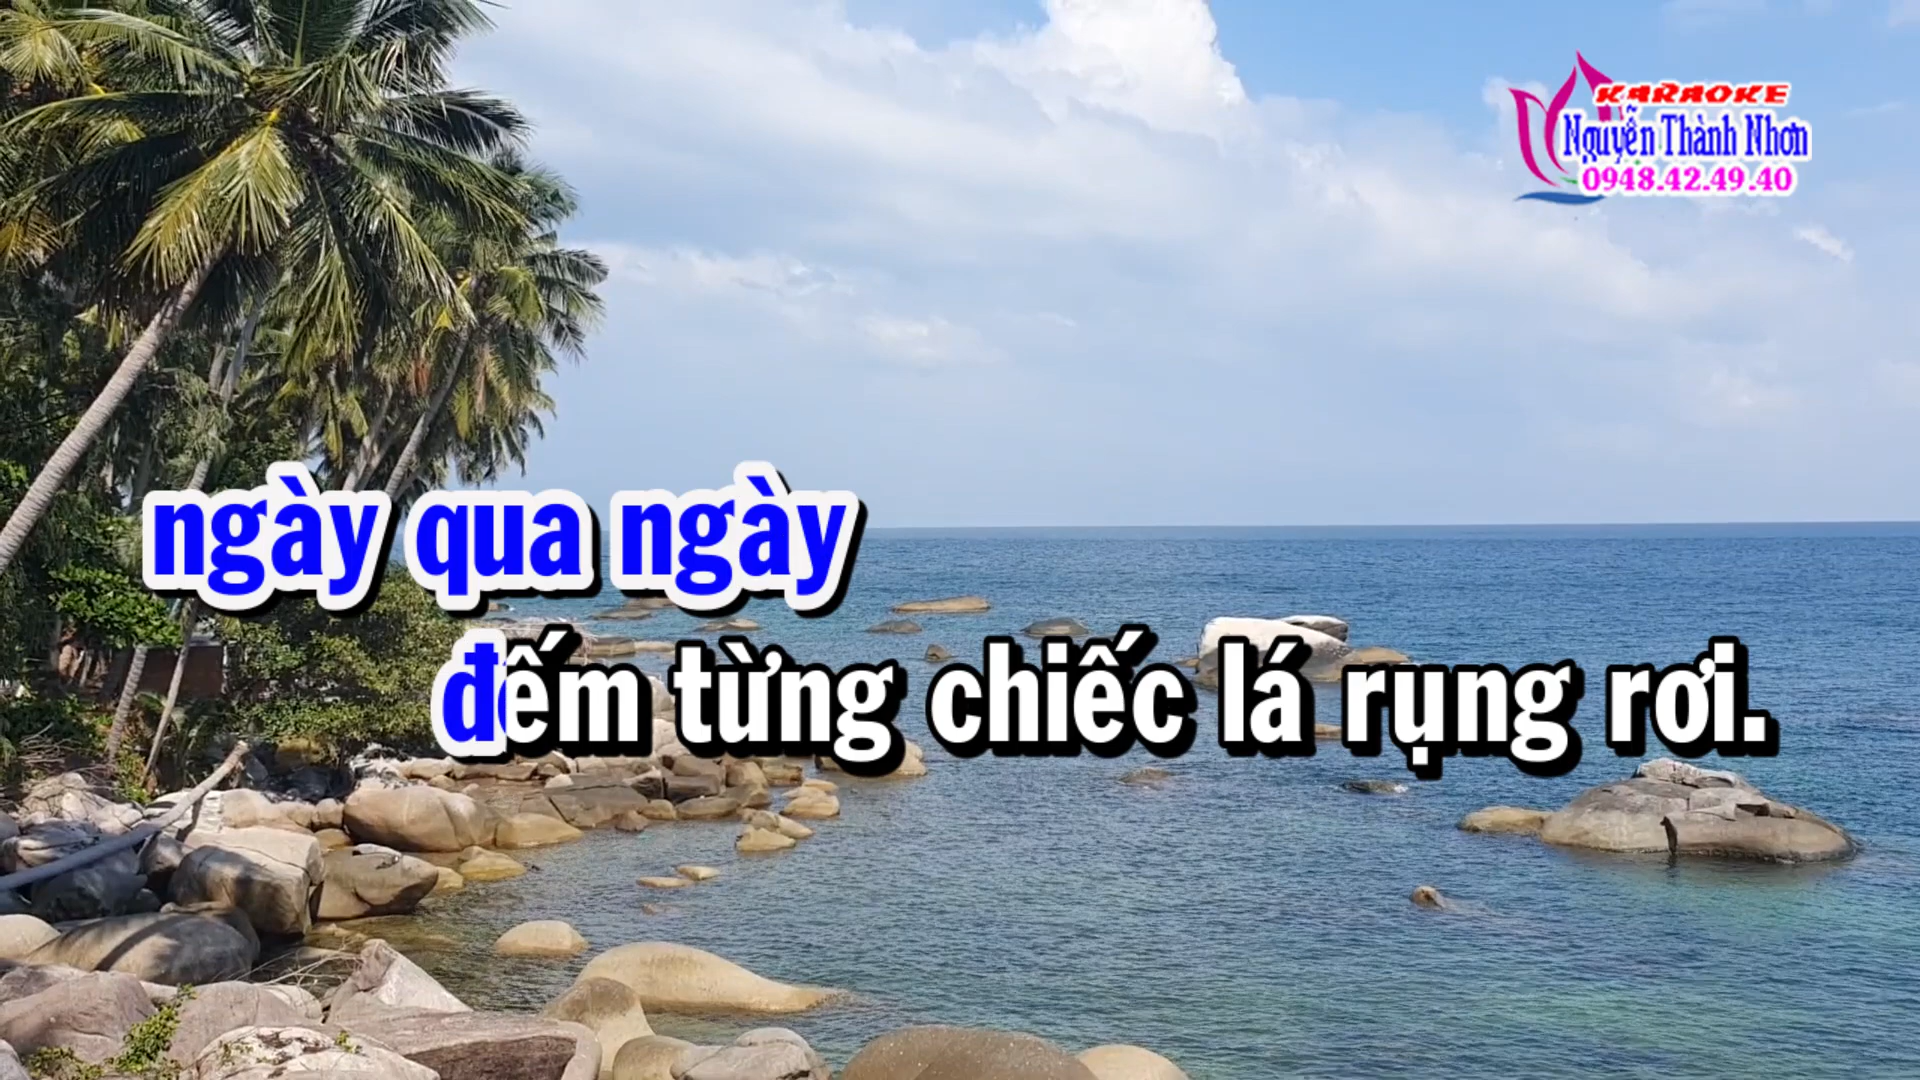 KARAOKE
Nguyễn Thành Nhơn
0948.42.49.40
ngày qua ngày
đếm từng chiếc lá rụng rơi.